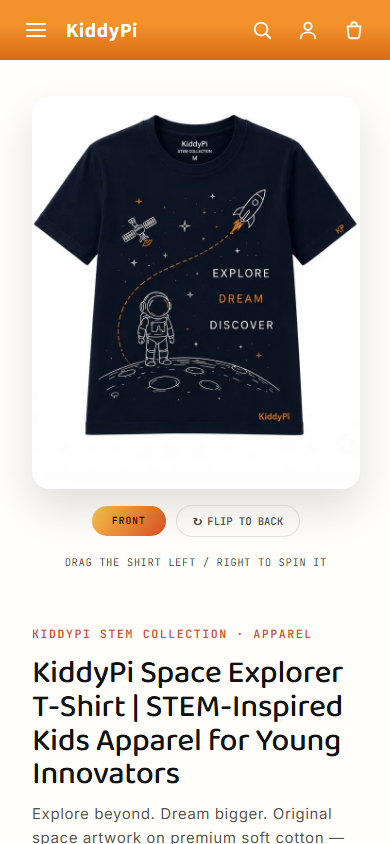 KiddyPi
KiddyPi
STEM COLLECTION
M
KP
EXPLORE
DREAM
DISCOVER
KiddyPi
FRONT
↻ FLIP TO BACK
DRAG THE SHIRT LEFT / RIGHT TO SPIN IT
KIDDYPI STEM COLLECTION · APPAREL
KiddyPi Space Explorer
T-Shirt | STEM-Inspired
Kids Apparel for Young
Innovators
Explore beyond. Dream bigger. Original
space artwork on premium soft cotton —